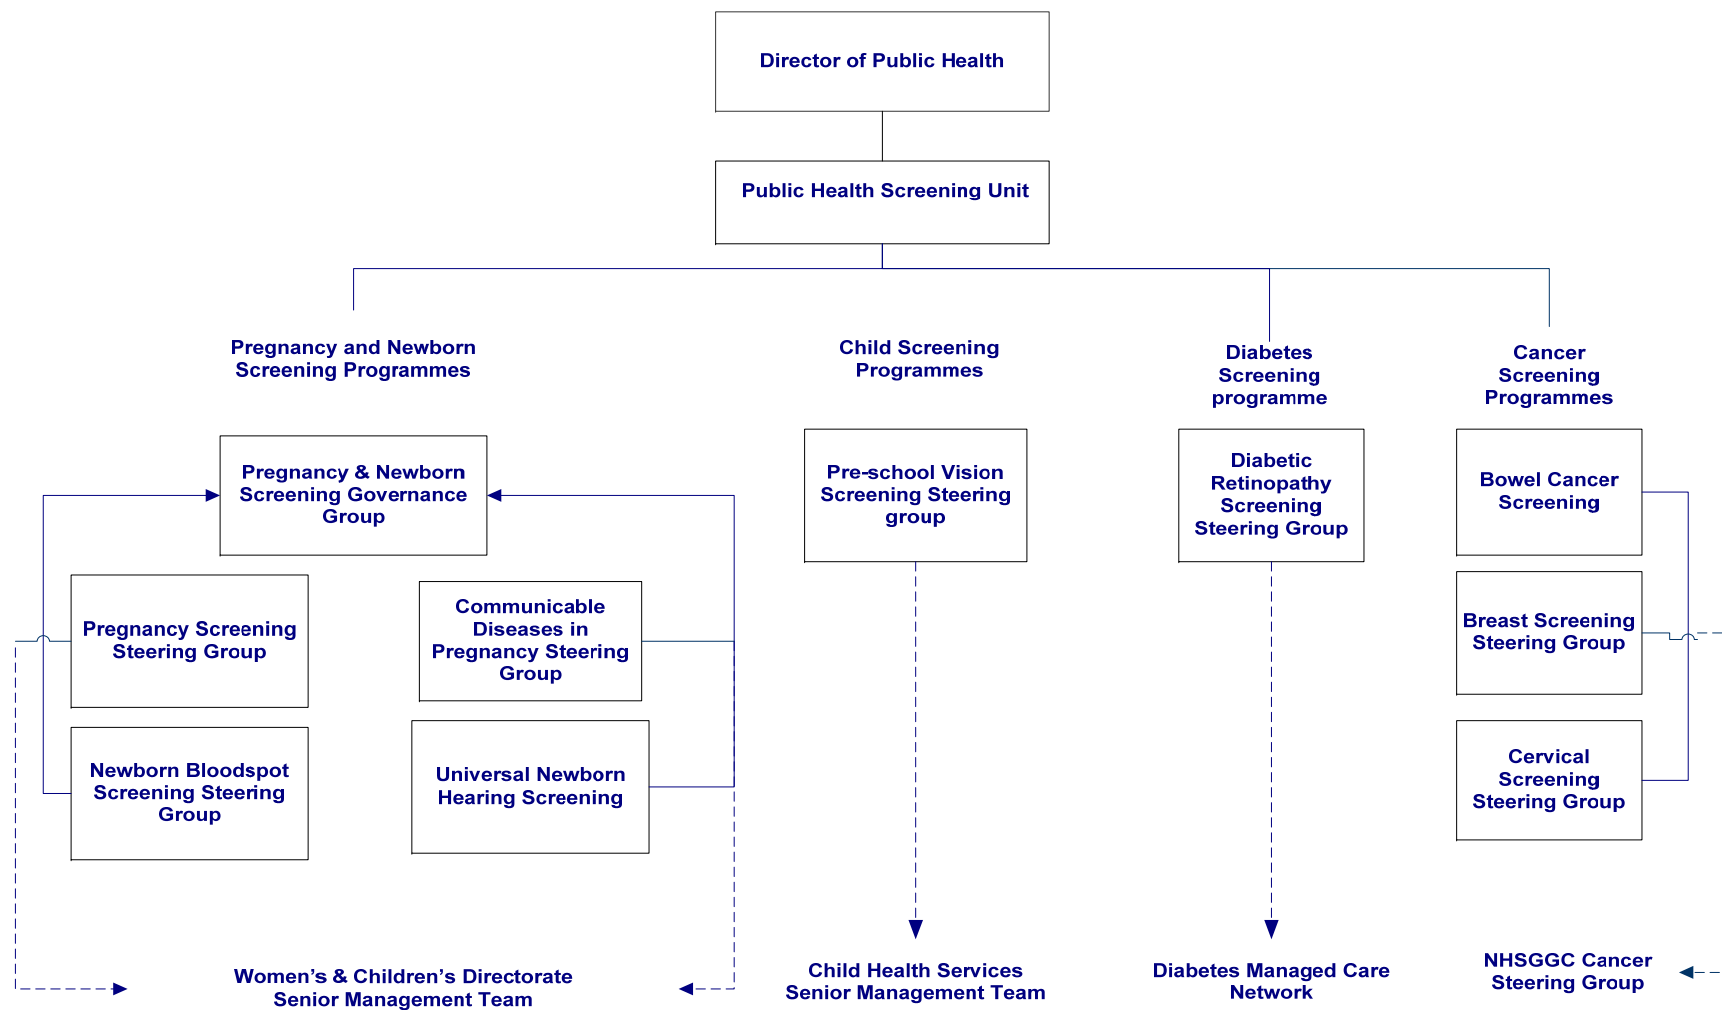 Director of Public Health
Public Health Screening Unit
Pregnancy and Newborn
Screening Programmes
Child Screening
Programmes
Diabetes
Screening
programme
Cancer
Screening
Programmes
Pregnancy & Newborn
Screening Governance
Group
Pre-school Vision
Screening Steering
group
Diabetic
Retinopathy
Screening
Steering Group
Bowel Cancer
Screening
Pregnancy Screening
Steering Group
Communicable
Diseases in
Pregnancy Steering
Group
Breast Screening
Steering Group
Newborn Bloodspot
Screening Steering
Group
Universal Newborn
Hearing Screening
Cervical
Screening
Steering Group
Women’s & Children’s Directorate
Senior Management Team
Child Health Services
Senior Management Team
Diabetes Managed Care
Network
NHSGGC Cancer
Steering Group